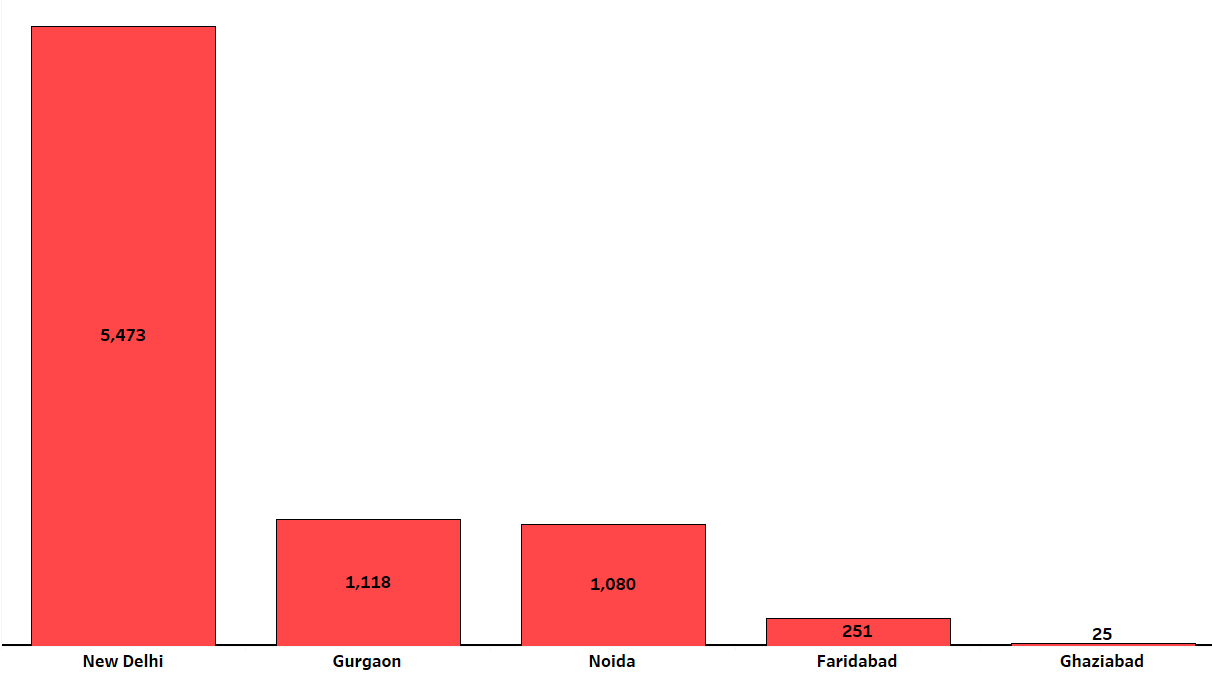 5,473
1,118
1,080
251
25
New Delhi
Gurgaon
Noida
Faridabad
Ghaziabad